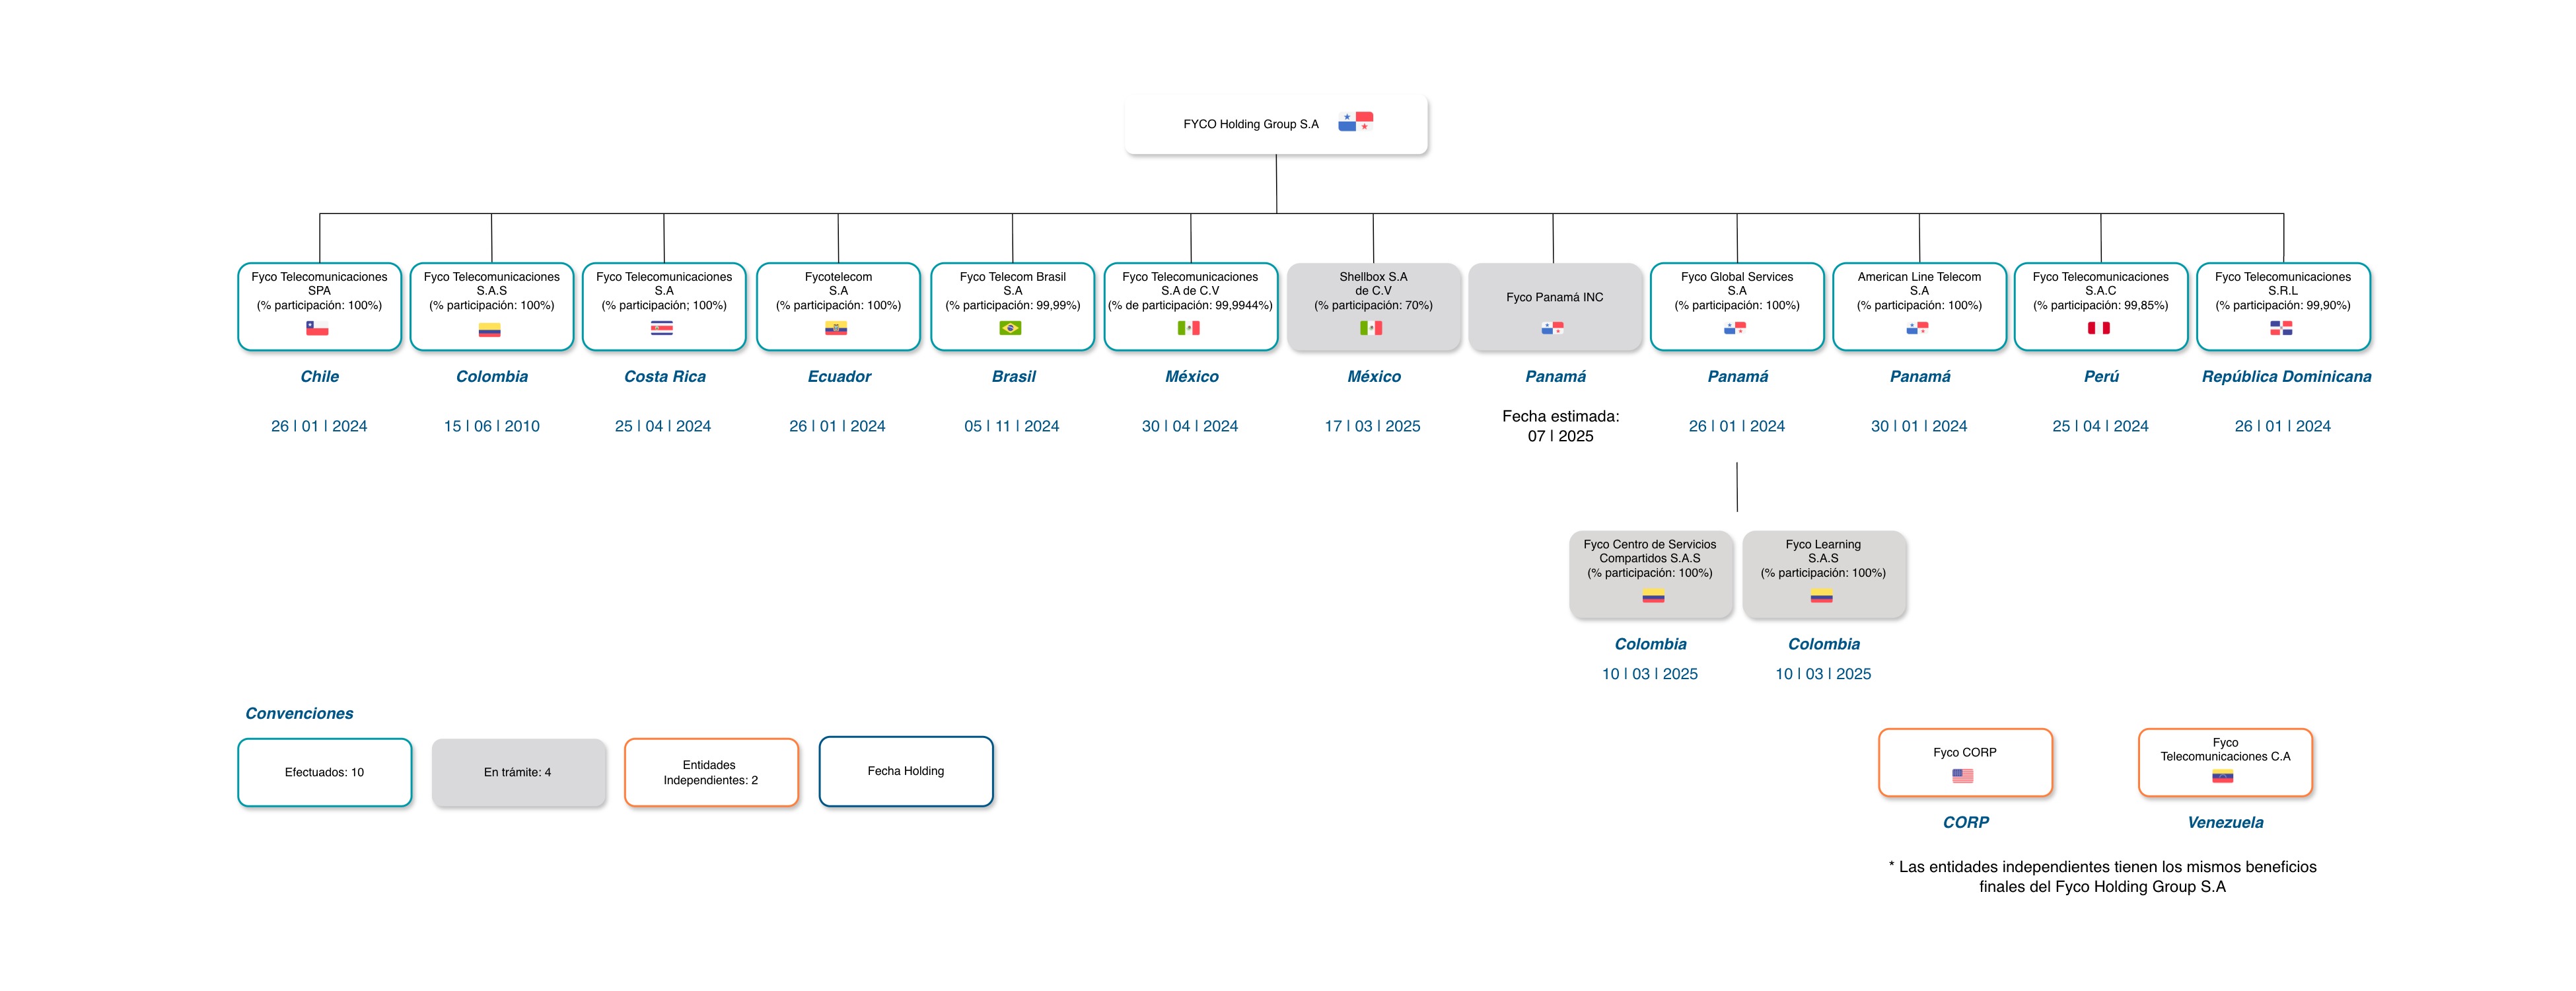 FYCO Holding Group S.A
Fyco Telecomunicaciones
SPA
(% participación: 100%)
Chile
26 | 01 | 2024
Fyco Telecomunicaciones
S.A.S
(% participación: 100%)
Colombia
15 | 06 | 2010
Fyco Telecomunicaciones
S.A
(% participación; 100%)
Costa Rica
25 | 04 | 2024
Fycotelecom
S.A
(% participación: 100%)
Ecuador
26 | 01 | 2024
Fyco Telecom Brasil
S.A
(% participación: 99,99%)
Brasil
05 | 11 | 2024
Fyco Telecomunicaciones
S.A de C.V
(% de participación: 99,9944%)
México
30 | 04 | 2024
Shellbox S.A
de C.V
(% participación: 70%)
México
17 | 03 | 2025
Fyco Panamá INC
Panamá
Fecha estimada:
07 | 2025
Fyco Global Services
S.A
(% participación: 100%)
Panamá
26 | 01 | 2024
American Line Telecom
S.A
(% participación: 100%)
Panamá
30 | 01 | 2024
Fyco Telecomunicaciones
S.A.C
(% participación: 99,85%)
Perú
25 | 04 | 2024
Fyco Telecomunicaciones
S.R.L
(% participación: 99,90%)
República Dominicana
26 | 01 | 2024
Fyco Centro de Servicios
Compartidos S.A.S
(% participación: 100%)
Colombia
10 | 03 | 2025
Fyco Learning
S.A.S
(% participación: 100%)
Colombia
10 | 03 | 2025
Convenciones
Efectuados: 10
En trámite: 4
Entidades
Independientes: 2
Fecha Holding
Fyco CORP
CORP
Fyco
Telecomunicaciones C.A
Venezuela
* Las entidades independientes tienen los mismos beneficios
finales del Fyco Holding Group S.A